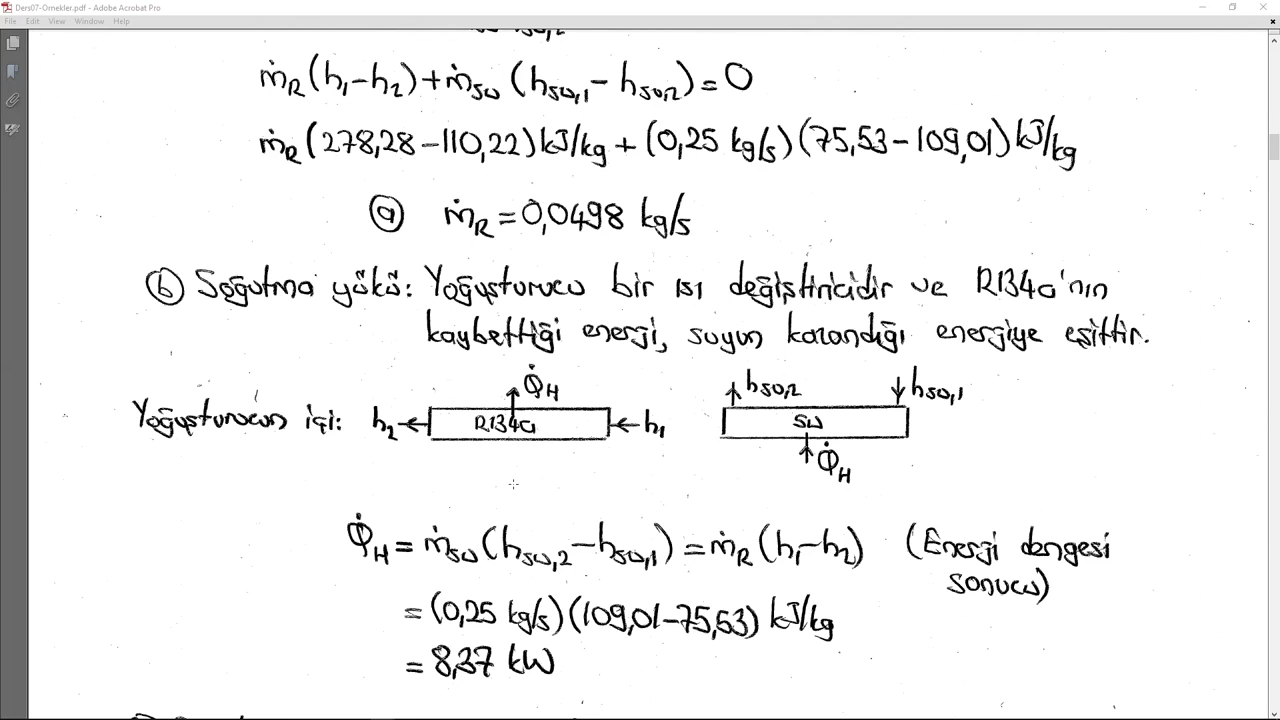 Ders07-Ornekler.pdf - Adobe Acrobat Pro
File Edit View Window Help
ṁR (h1 − h2) + ṁsu (hsu,1 − hsu,2) = 0
ṁR (278,28 − 110,22) kJ/kg + (0,25 kg/s) (75,53 − 109,01) kJ/kg
ⓐ ṁR = 0,0498 kg/s
ⓑ Soğutma yükü: Yoğuşturucu bir ısı değiştiricidir ve R134a'nın
kaybettiği enerji, suyun kazandığı enerjiye eşittir.
Q̇H hsu,2 hsu,1
Yoğuşturucun içi: h2 R134a h1 su
Q̇H
Q̇H = ṁsu (hsu,2 − hsu,1) = ṁR (h1 − h2) (Enerji dengesi
sonucu)
= (0,25 kg/s) (109,01 − 75,53) kJ/kg
= 8,37 kW